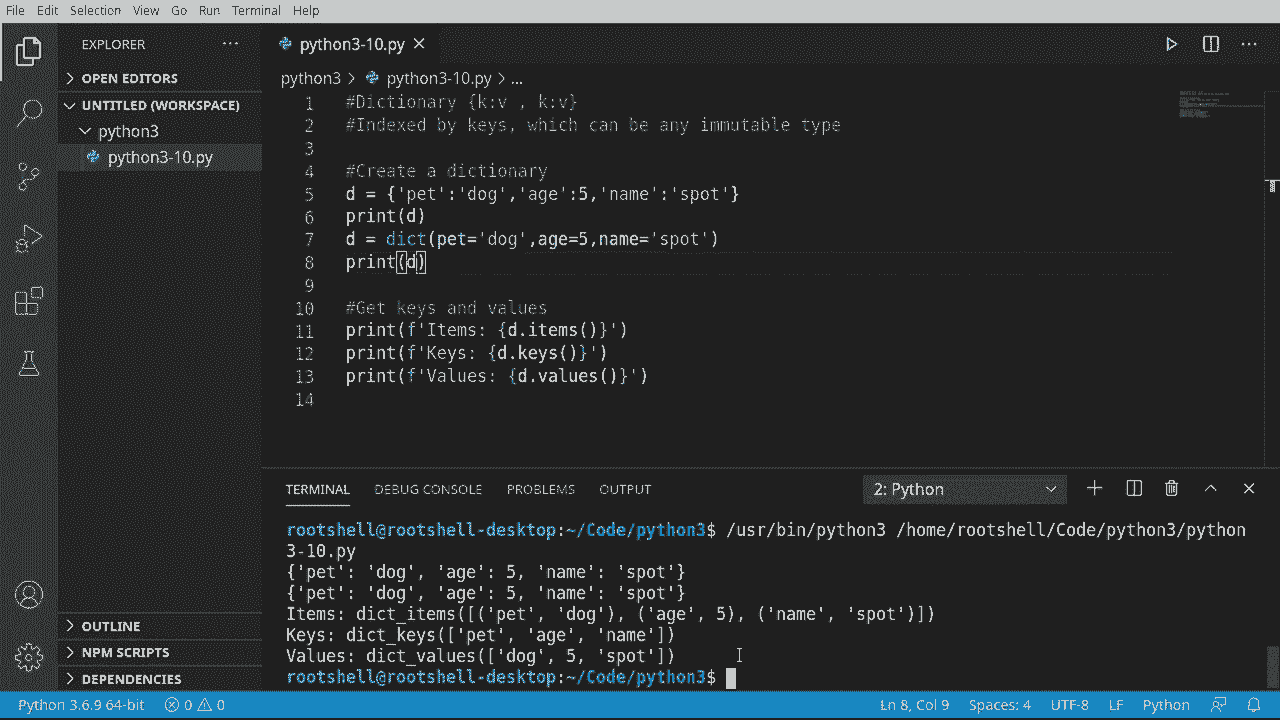 File Edit Selection View Go Run Terminal Help
EXPLORER ...
OPEN EDITORS
UNTITLED (WORKSPACE)
python3
python3-10.py
OUTLINE
NPM SCRIPTS
DEPENDENCIES
python3-10.py
python3 > python3-10.py > ...
1 #Dictionary {k:v , k:v}
2 #Indexed by keys, which can be any immutable type
3
4 #Create a dictionary
5 d = {'pet':'dog','age':5,'name':'spot'}
6 print(d)
7 d = dict(pet='dog',age=5,name='spot')
8 print(d)
9
10 #Get keys and values
11 print(f'Items: {d.items()}')
12 print(f'Keys: {d.keys()}')
13 print(f'Values: {d.values()}')
14
TERMINAL DEBUG CONSOLE PROBLEMS OUTPUT 2: Python
rootshell@rootshell-desktop:~/Code/python3$ /usr/bin/python3 /home/rootshell/Code/python3/python
3-10.py
{'pet': 'dog', 'age': 5, 'name': 'spot'}
{'pet': 'dog', 'age': 5, 'name': 'spot'}
Items: dict_items([('pet', 'dog'), ('age', 5), ('name', 'spot')])
Keys: dict_keys(['pet', 'age', 'name'])
Values: dict_values(['dog', 5, 'spot'])
rootshell@rootshell-desktop:~/Code/python3$
Python 3.6.9 64-bit 0 0 Ln 8, Col 9 Spaces: 4 UTF-8 LF Python